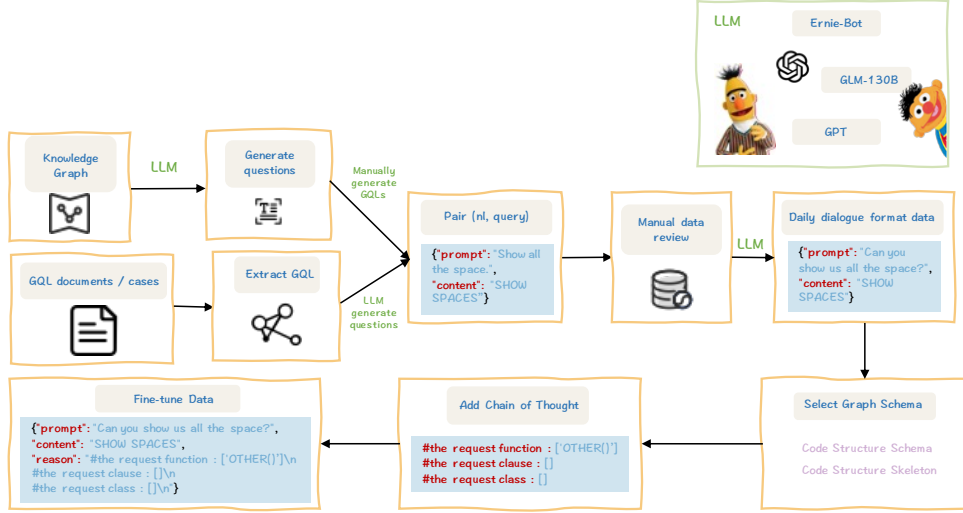 LLM
Ernie-Bot
GLM-130B
GPT
Knowledge
Graph
LLM
Generate
questions
Manually
generate
GQLs
GQL documents / cases
Extract GQL
LLM
generate
questions
Pair (nl, query)
{"prompt": "Show all
the space.",
"content": "SHOW
SPACES"}
Manual data
review
LLM
Daily dialogue format data
{"prompt": "Can you
show us all the space?",
"content": "SHOW
SPACES"}
Select Graph Schema
Code Structure Schema
Code Structure Skeleton
Add Chain of Thought
#the request function : ['OTHER()']
#the request clause : []
#the request class : []
Fine-tune Data
{"prompt": "Can you show us all the space?",
"content": "SHOW SPACES",
"reason": "#the request function : ['OTHER()']\n
#the request clause : []\n
#the request class : []\n"}